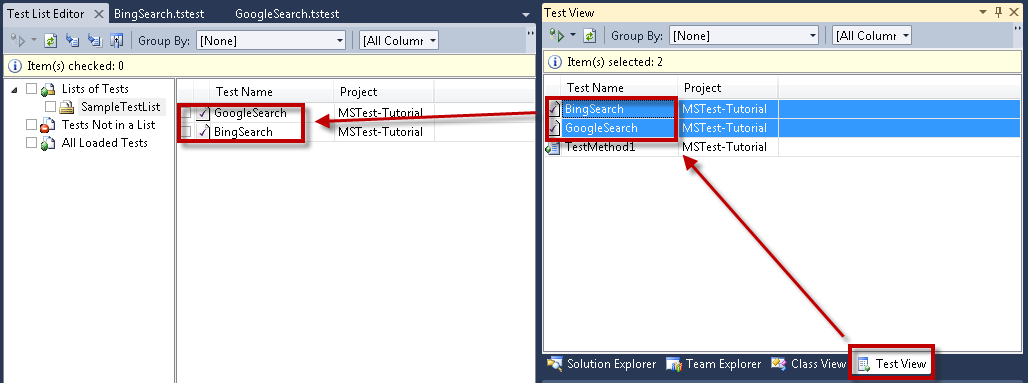 Test List Editor
BingSearch.tstest
GoogleSearch.tstest
Group By: [None] [All Column
Item(s) checked: 0
Lists of Tests
SampleTestList
Tests Not in a List
All Loaded Tests
Test Name Project
GoogleSearch MSTest-Tutorial
BingSearch MSTest-Tutorial
Test View
Group By: [None] [All Column
Item(s) selected: 2
Test Name Project
BingSearch MSTest-Tutorial
GoogleSearch MSTest-Tutorial
TestMethod1 MSTest-Tutorial
Solution Explorer Team Explorer Class View Test View